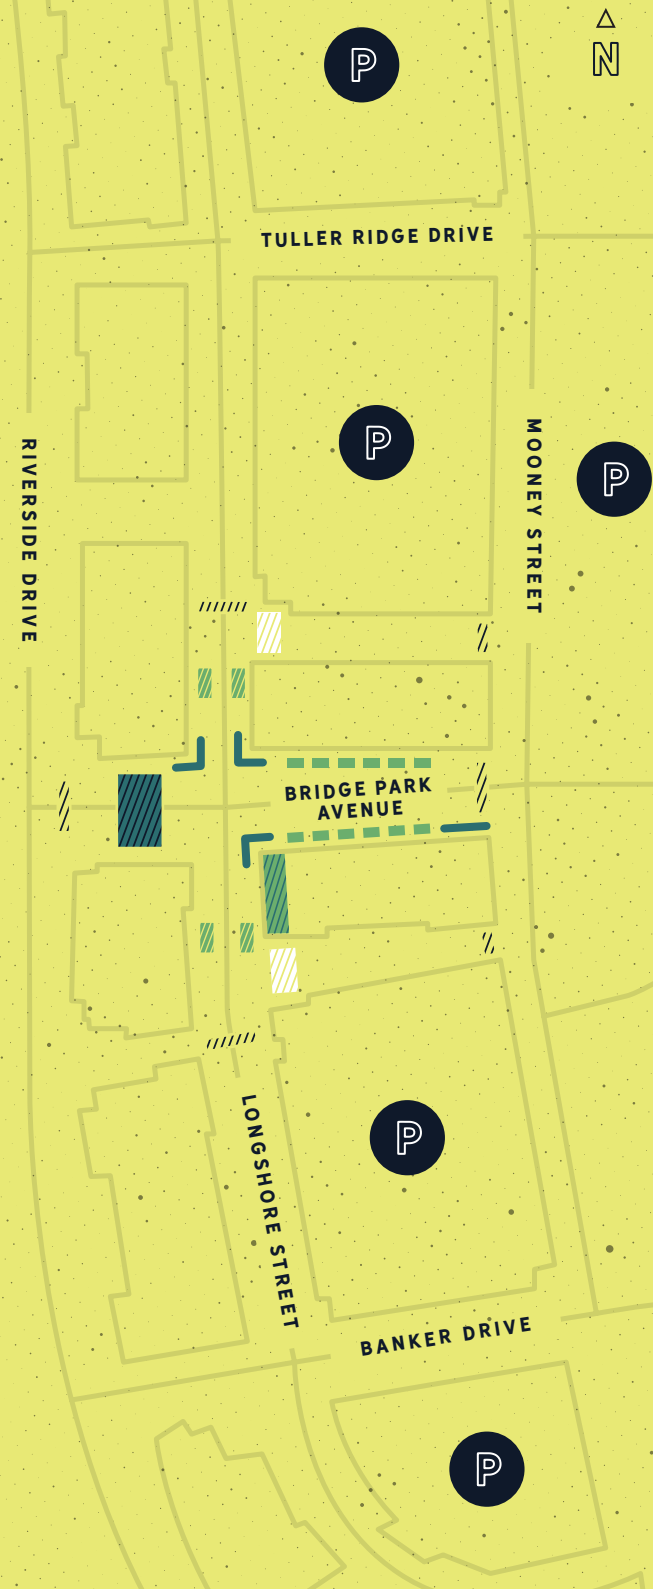 N
P
TULLER RIDGE DRIVE
P
RIVERSIDE DRIVE
MOONEY STREET
P
BRIDGE PARK
AVENUE
LONGSHORE STREET
P
BANKER DRIVE
P